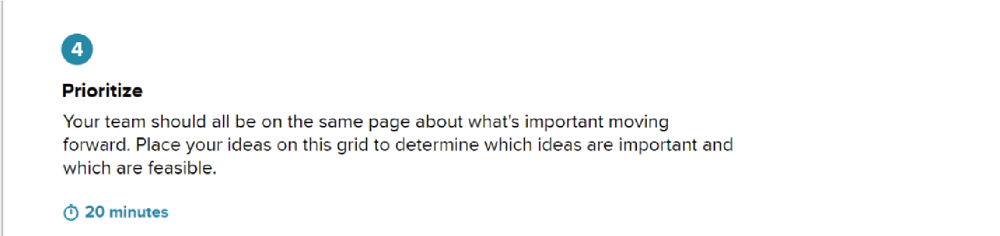 4
Prioritize
Your team should all be on the same page about what's important moving
forward. Place your ideas on this grid to determine which ideas are important and
which are feasible.
20 minutes